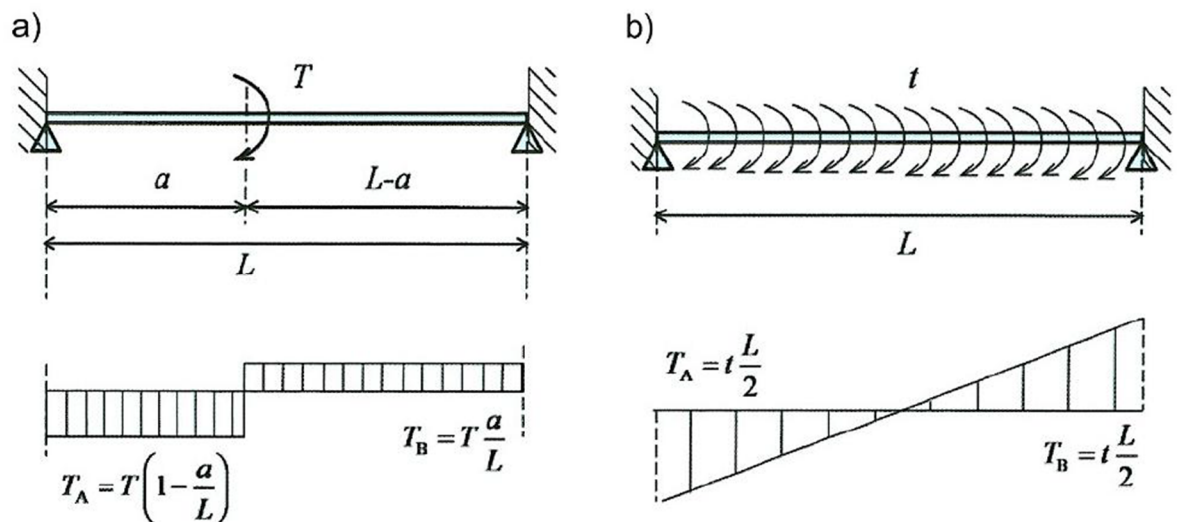 a)
T
a
L-a
L
T_A = T(1 - a/L)
T_B = T a/L
b)
t
L
T_A = t L/2
T_B = t L/2